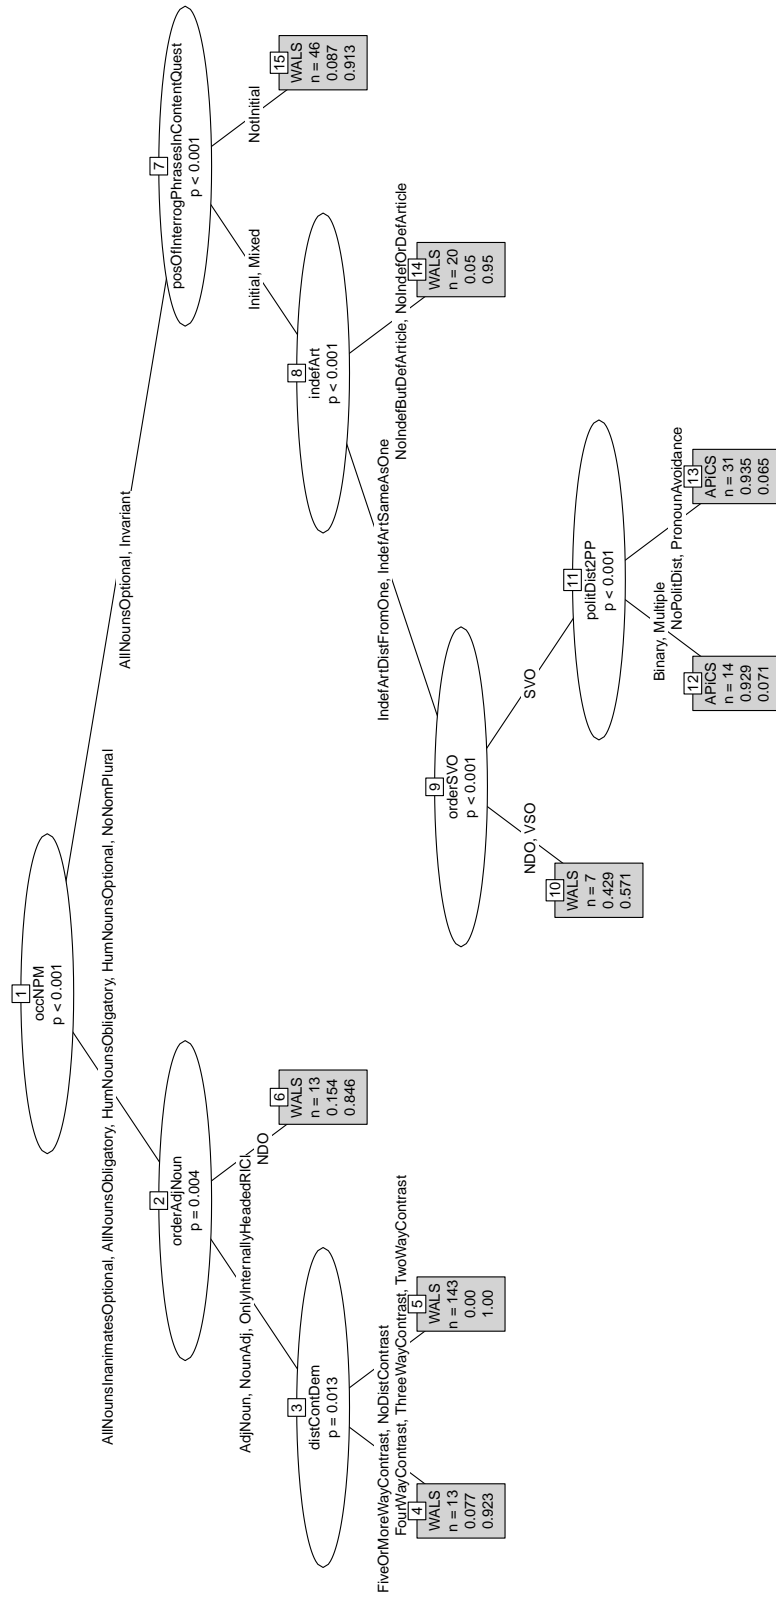 1
occNPM
p < 0.001
AllNounsInanimatesOptional, AllNounsObligatory, HumNounsObligatory, HumNounsOptional, NoNomPlural
AllNounsOptional, Invariant
2
orderAdjNoun
p = 0.004
AdjNoun, NounAdj, OnlyInternallyHeadedRlCl
NDO
3
distContDem
p = 0.013
FiveOrMoreWayContrast, NoDistContrast
FourWayContrast, ThreeWayContrast, TwoWayContrast
4
WALS
n = 13
0.077
0.923
5
WALS
n = 143
0.00
1.00
6
WALS
n = 13
0.154
0.846
7
posOfInterrogPhrasesInContentQuest
p < 0.001
Initial, Mixed
NotInitial
8
indefArt
p < 0.001
IndefArtDistFromOne, IndefArtSameAsOne
NoIndefButDefArticle, NoIndefOrDefArticle
9
orderSVO
p < 0.001
NDO, VSO
SVO
10
WALS
n = 7
0.429
0.571
11
politDist2PP
p < 0.001
Binary, Multiple
NoPolitDist, PronounAvoidance
12
APiCS
n = 14
0.929
0.071
13
APiCS
n = 31
0.935
0.065
14
WALS
n = 20
0.05
0.95
15
WALS
n = 46
0.087
0.913